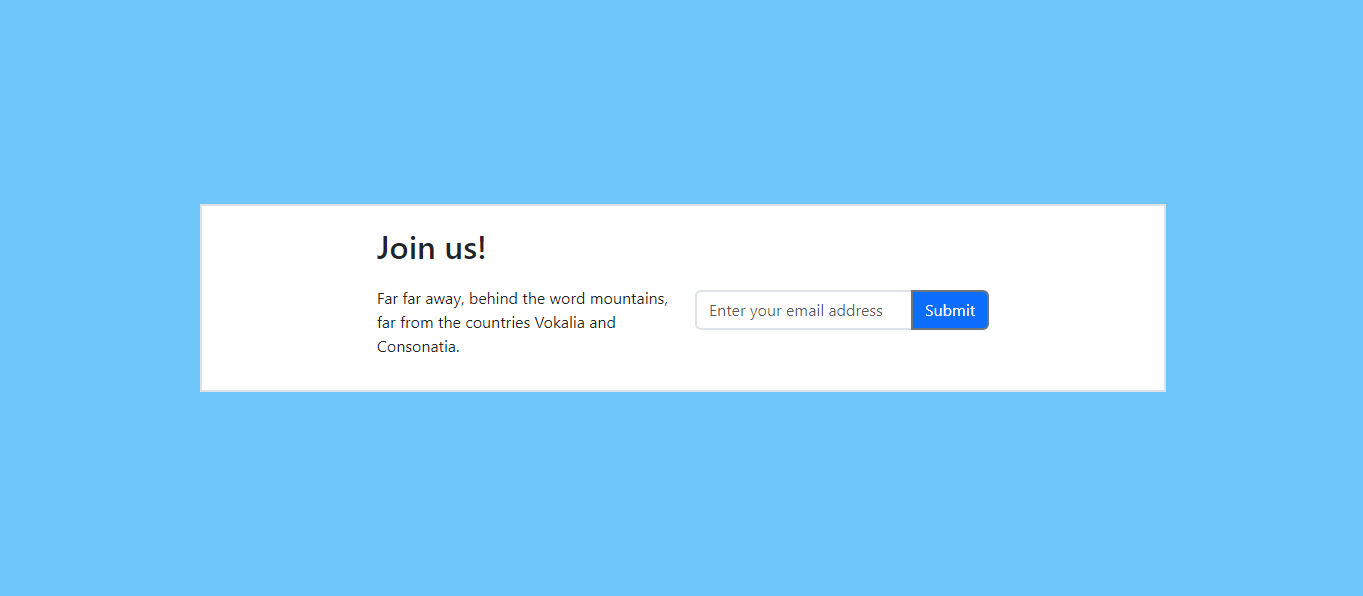 Join us!
Far far away, behind the word mountains,
far from the countries Vokalia and
Consonatia.
Enter your email address
Submit